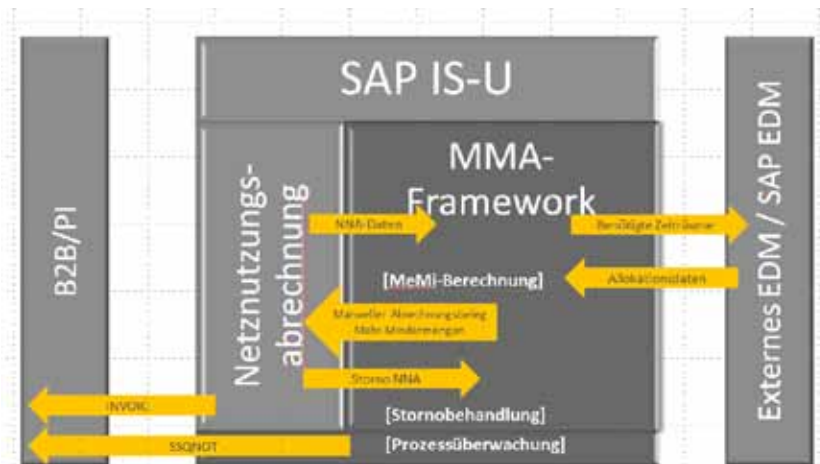 SAP IS-U
B2B/PI
Netznutzungs-
abrechnung
MMA-
Framework
Externes EDM / SAP EDM
NNA-Daten
Benötigte Zeiträume
[MeMi-Berechnung]
Allokationsdaten
Manueller Abrechnungsbeleg
Mehr Mindermengen
Storno NNA
INVOIC
[Stornobehandlung]
SSQNOT
[Prozessüberwachung]